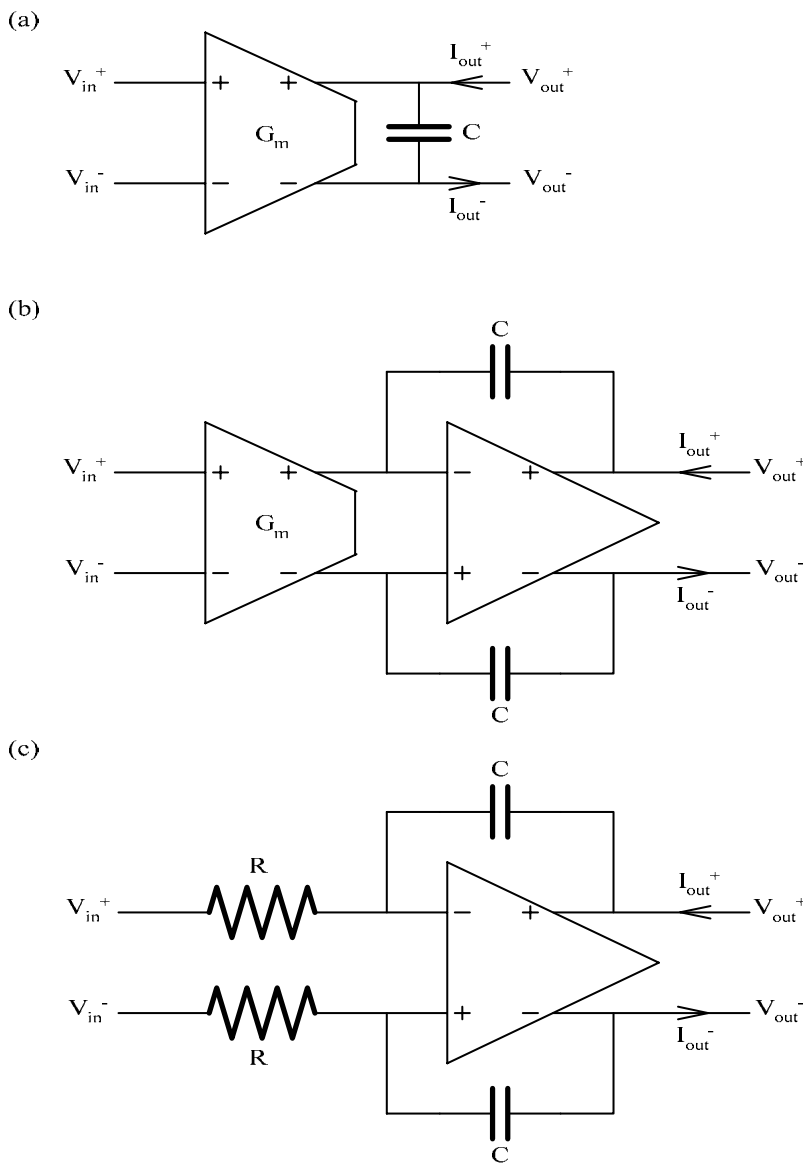 (a)
I_out^+
V_in^+ + + V_out^+
G_m C
V_in^- − − V_out^-
I_out^-
(b)
C
I_out^+
V_in^+ + + − + V_out^+
G_m
V_in^- − − + − V_out^-
I_out^-
C
(c)
C
R I_out^+
V_in^+ − + V_out^+
V_in^- + − V_out^-
R I_out^-
C